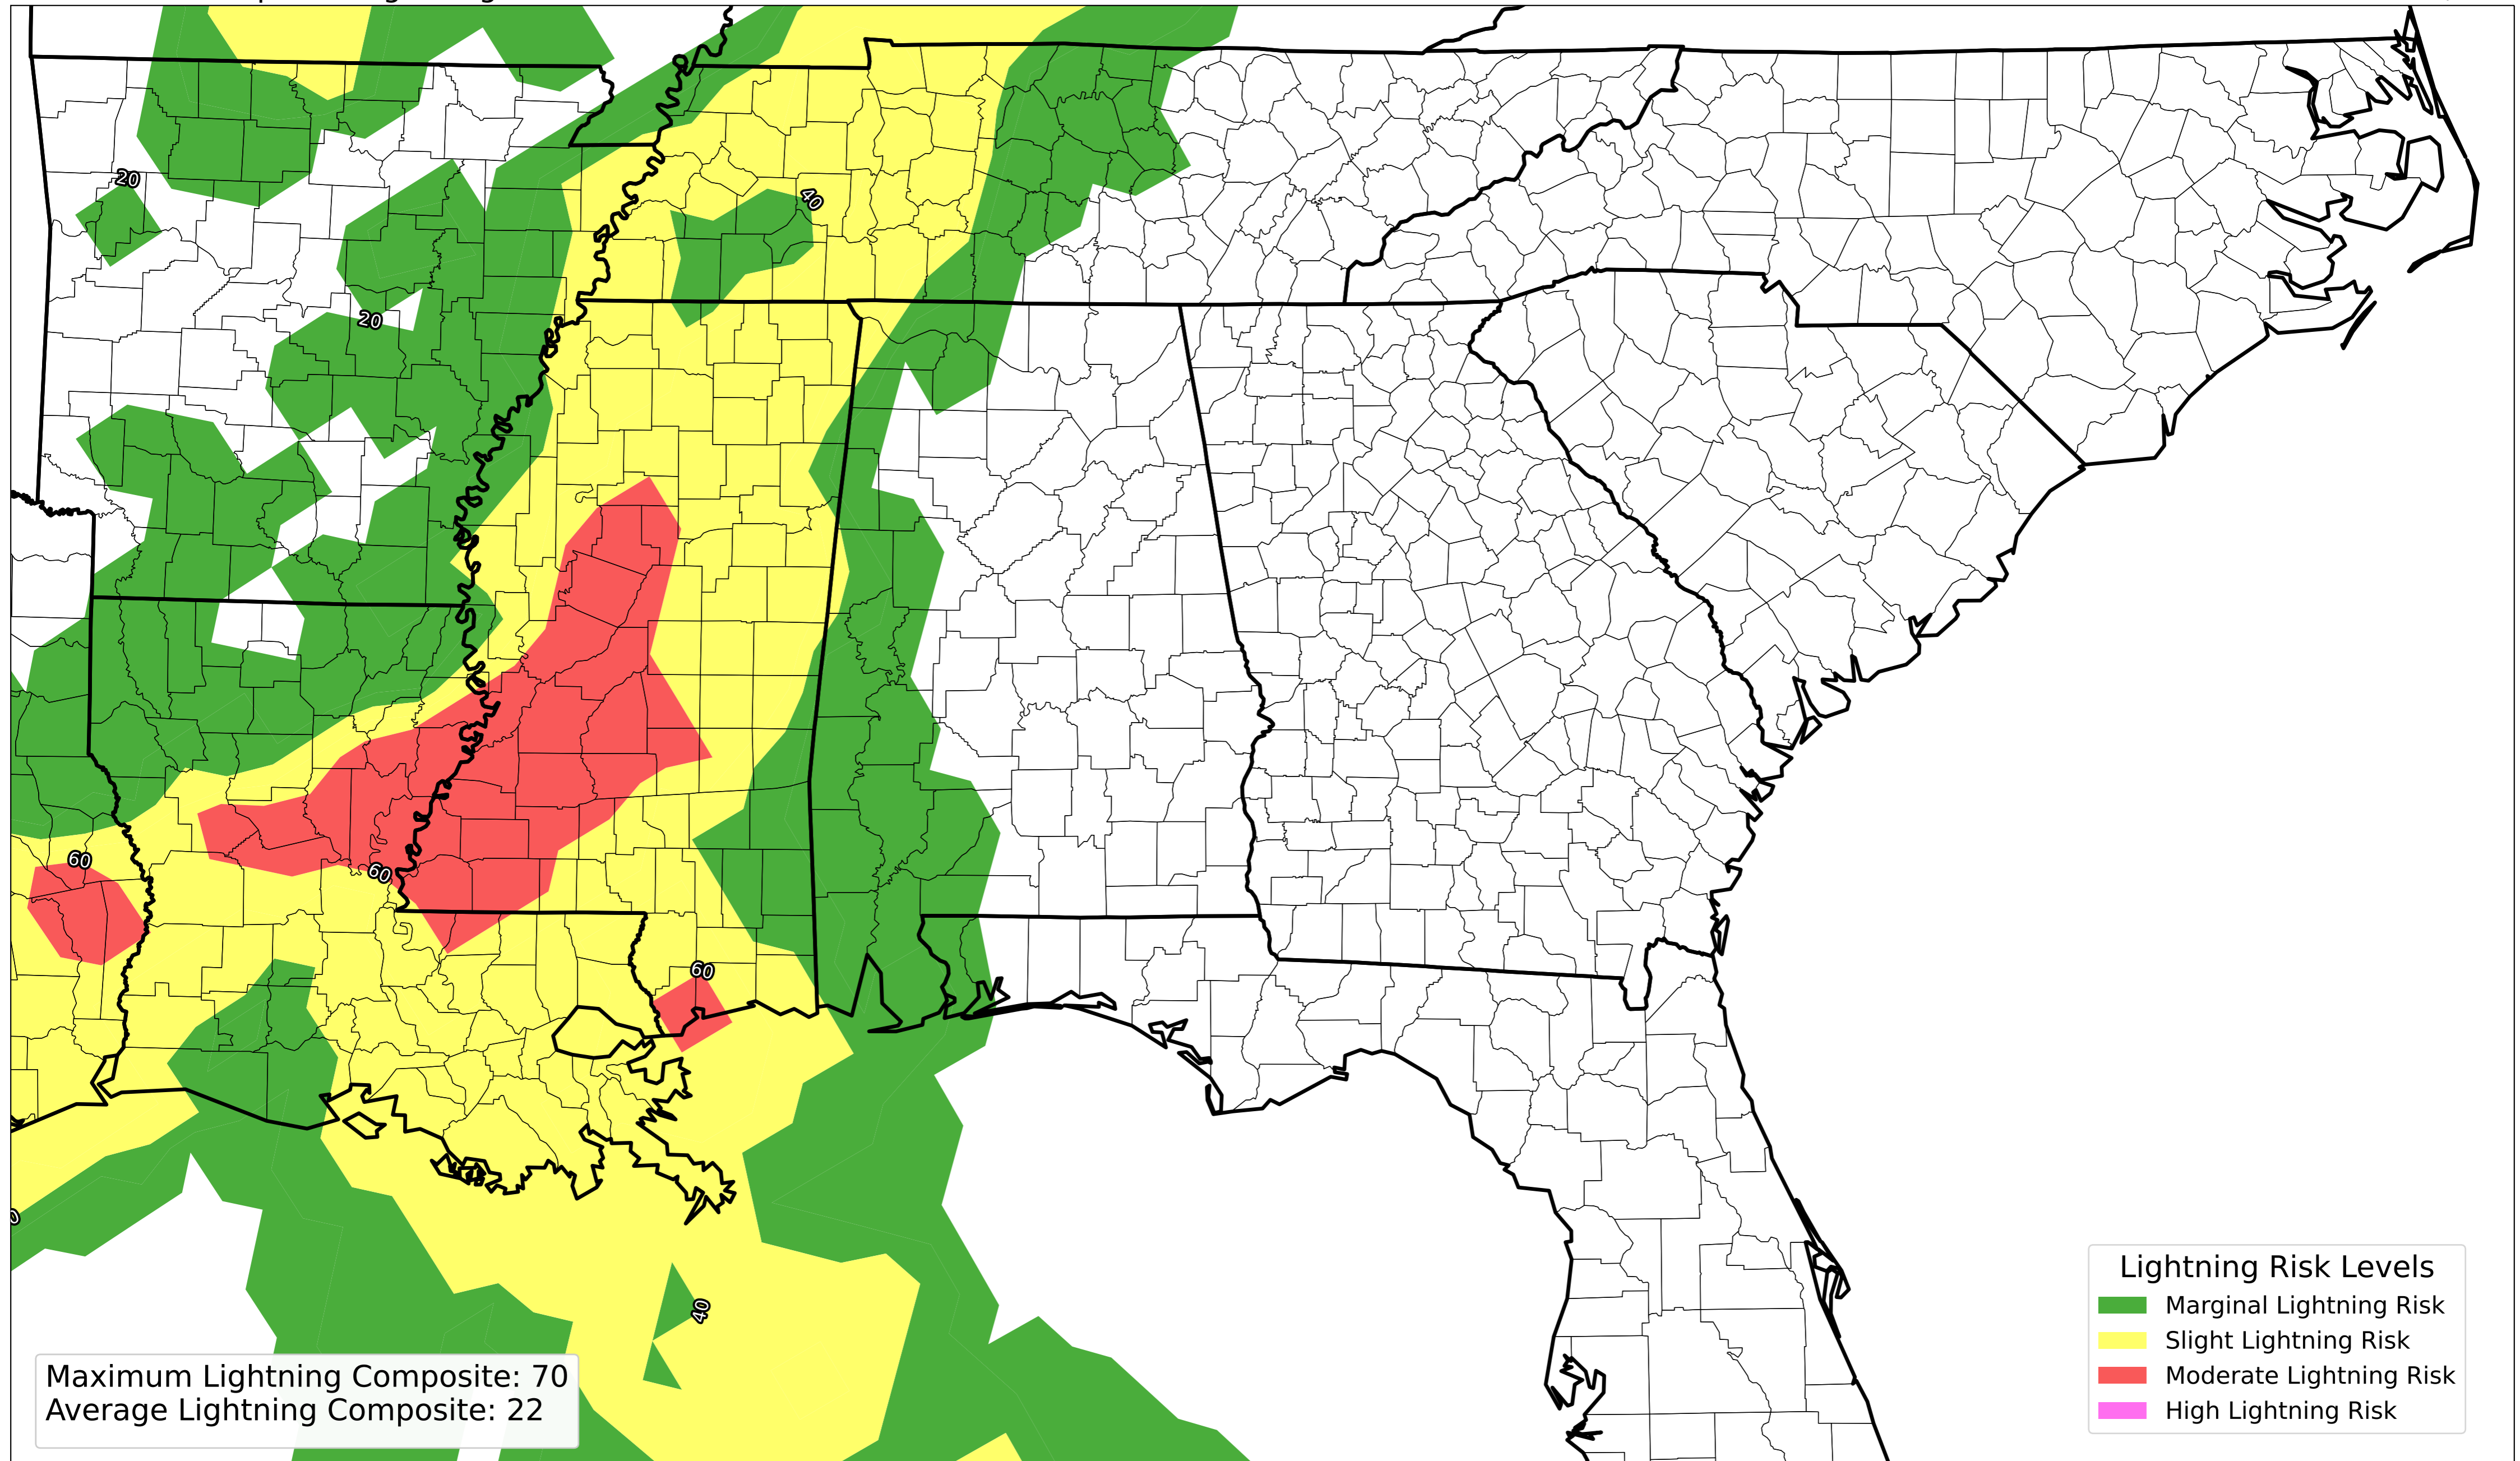 20
40
20
60
60
60
40
Maximum Lightning Composite: 70
Average Lightning Composite: 22
Lightning Risk Levels
Marginal Lightning Risk
Slight Lightning Risk
Moderate Lightning Risk
High Lightning Risk